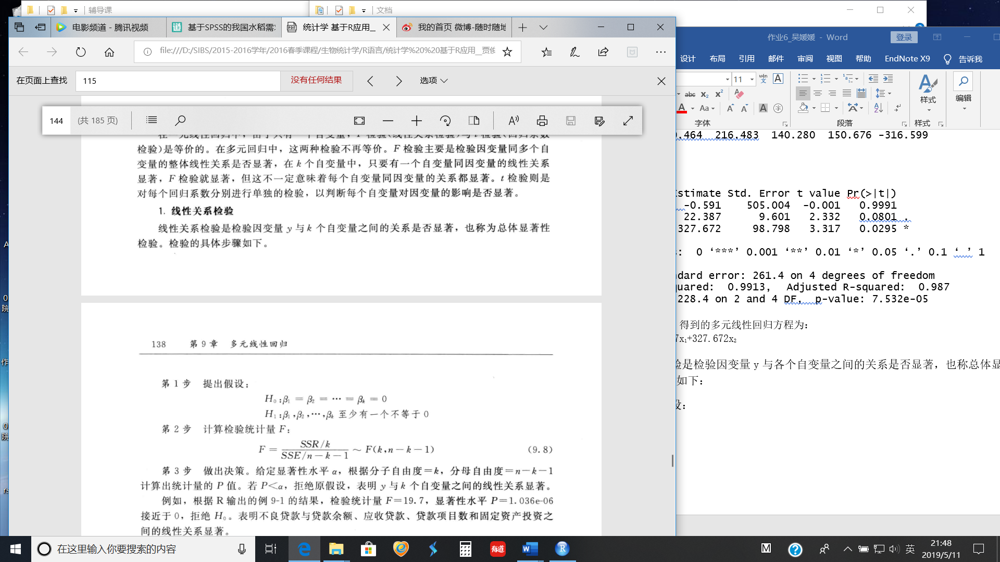 辅导课
文档
电影频道 - 腾讯视频
基于SPSS的我国水稻需
统计学 基于R应用_
我的首页 微博-随时随地
file:///D:/SIBS/2015-2016学年/2016春季课程/生物统计学/R语言/统计学%20%20基于R应用__贾俊
在页面上查找
115
没有任何结果
选项
144
(共 185 页)
检验)是等价的。在多元回归中，这两种检验不再等价。F 检验主要是检验因变量同多个自
变量的整体线性关系是否显著，在 k 个自变量中，只要有一个自变量同因变量的线性关系
显著，F 检验就显著，但这不一定意味着每个自变量同因变量的关系都显著。t 检验则是
对每个回归系数分别进行单独的检验，以判断每个自变量对因变量的影响是否显著。
1. 线性关系检验
线性关系检验是检验因变量 y 与 k 个自变量之间的关系是否显著，也称为总体显著性
检验。检验的具体步骤如下。
138 第 9 章 多元线性回归
第 1 步 提出假设：
H₀:β₁ = β₂ = ⋯ = βₖ = 0
H₁:β₁,β₂,⋯,βₖ 至少有一个不等于 0
第 2 步 计算检验统计量 F：
F = SSR/k / SSE/n−k−1 ~ F(k,n−k−1) (9.8)
第 3 步 做出决策。给定显著性水平 α，根据分子自由度=k，分母自由度=n−k−1
计算出统计量的 P 值。若 P<α，拒绝原假设，表明 y 与 k 个自变量之间的线性关系显著。
例如，根据 R 输出的例 9-1 的结果，检验统计量 F=19.7，显著性水平 P=1.036e-06
接近于 0，拒绝 H₀。表明不良贷款与贷款余额、应收贷款、贷款项目数和固定资产投资之
间的线性关系显著。
作业6_吴媛媛 - Word
登录
设计 布局 引用 邮件 审阅 视图 帮助 EndNote X9 告诉我
11
样式
编辑
字体
段落
样式
.464 216.483 140.280 150.676 -316.599
Estimate Std. Error t value Pr(>|t|)
-0.591 505.004 -0.001 0.9991
22.387 9.601 2.332 0.0801 .
327.672 98.798 3.317 0.0295 *
: 0 ‘***’ 0.001 ‘**’ 0.01 ‘*’ 0.05 ‘.’ 0.1 ‘ ’ 1
ndard error: 261.4 on 4 degrees of freedom
quared: 0.9913, Adjusted R-squared: 0.987
228.4 on 2 and 4 DF, p-value: 7.532e-05
得到的多元线性回归方程为：
7x₁+327.672x₂
验是检验因变量 y 与各个自变量之间的关系是否显著，也称总体显
如下：
设：
在这里输入你要搜索的内容
有道
英
21:48
2019/5/11